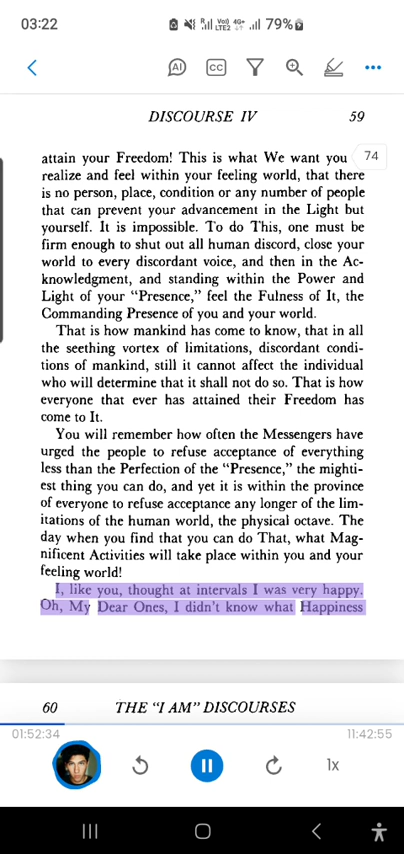 03:22
VoLTE2 4G+ 79%
AI CC
DISCOURSE IV 59
74
attain your Freedom! This is what We want you
realize and feel within your feeling world, that there
is no person, place, condition or any number of people
that can prevent your advancement in the Light but
yourself. It is impossible. To do This, one must be
firm enough to shut out all human discord, close your
world to every discordant voice, and then in the Ac-
knowledgment, and standing within the Power and
Light of your “Presence,” feel the Fulness of It, the
Commanding Presence of you and your world.
That is how mankind has come to know, that in all
the seething vortex of limitations, discordant condi-
tions of mankind, still it cannot affect the individual
who will determine that it shall not do so. That is how
everyone that ever has attained their Freedom has
come to It.
You will remember how often the Messengers have
urged the people to refuse acceptance of everything
less than the Perfection of the “Presence,” the mighti-
est thing you can do, and yet it is within the province
of everyone to refuse acceptance any longer of the lim-
itations of the human world, the physical octave. The
day when you find that you can do That, what Mag-
nificent Activities will take place within you and your
feeling world!
I, like you, thought at intervals I was very happy.
Oh, My Dear Ones, I didn’t know what Happiness
60 THE “I AM” DISCOURSES
01:52:34 11:42:55
1x